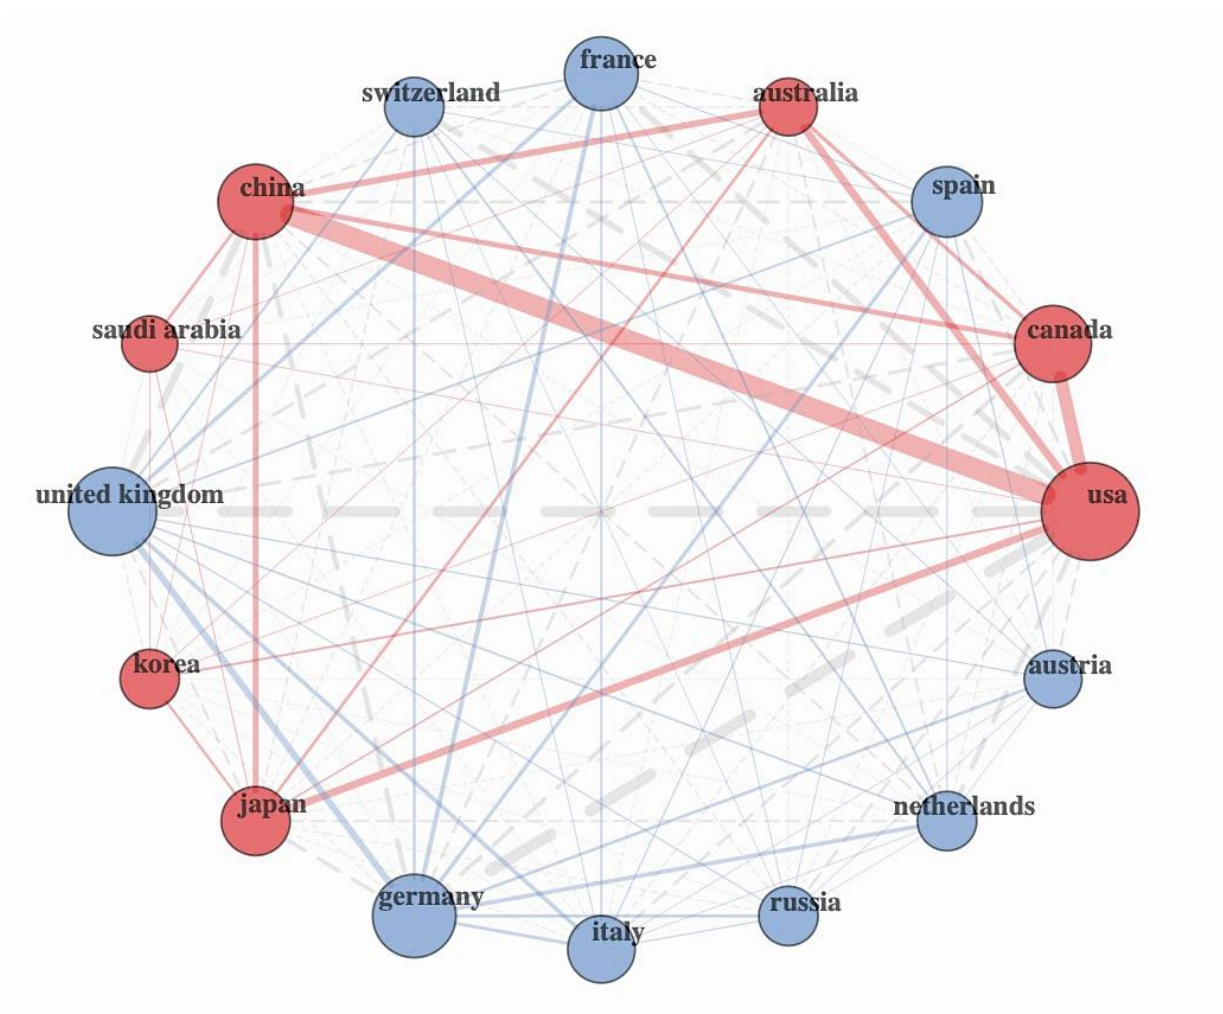 france
switzerland
australia
spain
china
saudi arabia
canada
united kingdom
usa
korea
austria
japan
netherlands
germany
russia
italy